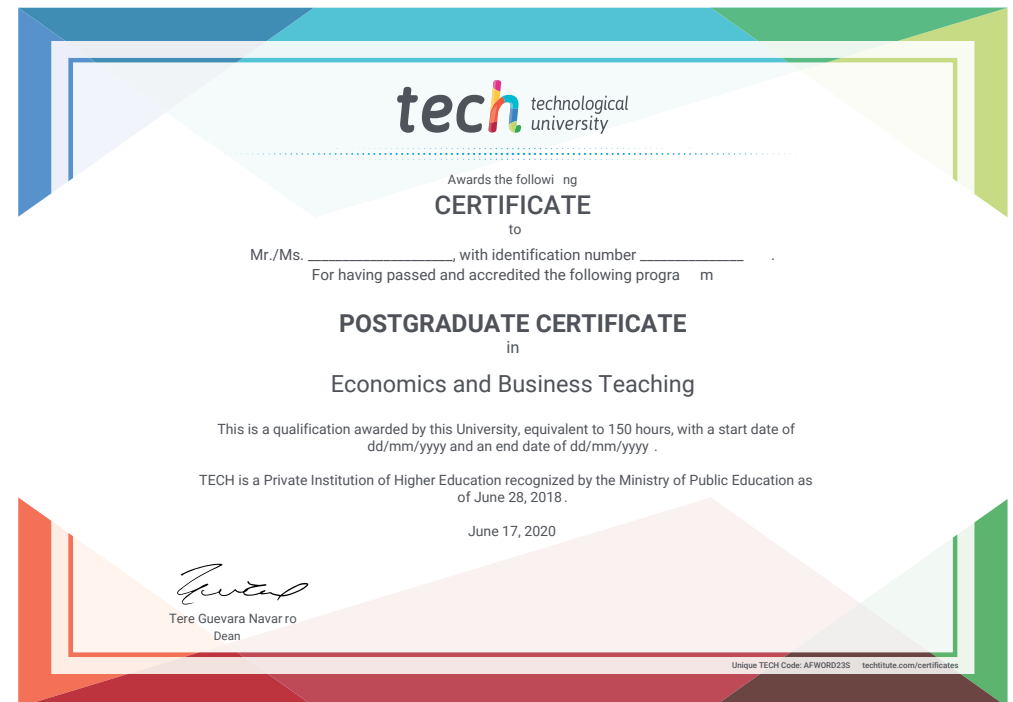 tech technological
university
Awards the followi ng
CERTIFICATE
to
Mr./Ms. ____________________, with identification number ______________ .
For having passed and accredited the following progra m
POSTGRADUATE CERTIFICATE
in
Economics and Business Teaching
This is a qualification awarded by this University, equivalent to 150 hours, with a start date of
dd/mm/yyyy and an end date of dd/mm/yyyy .
TECH is a Private Institution of Higher Education recognized by the Ministry of Public Education as
of June 28, 2018 .
June 17, 2020
Tere Guevara Navar ro
Dean
Unique TECH Code: AFWORD23S techtitute.com/certificates